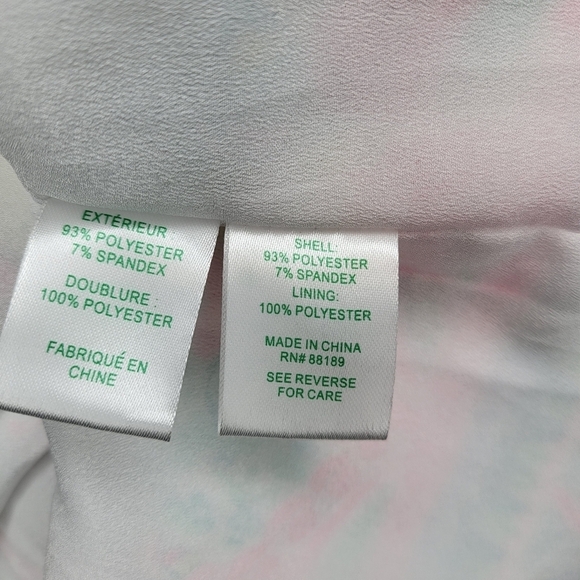 EXTÉRIEUR
93% POLYESTER
7% SPANDEX
DOUBLURE :
100% POLYESTER
FABRIQUÉ EN
CHINE
SHELL:
93% POLYESTER
7% SPANDEX
LINING:
100% POLYESTER
MADE IN CHINA
RN# 88189
SEE REVERSE
FOR CARE